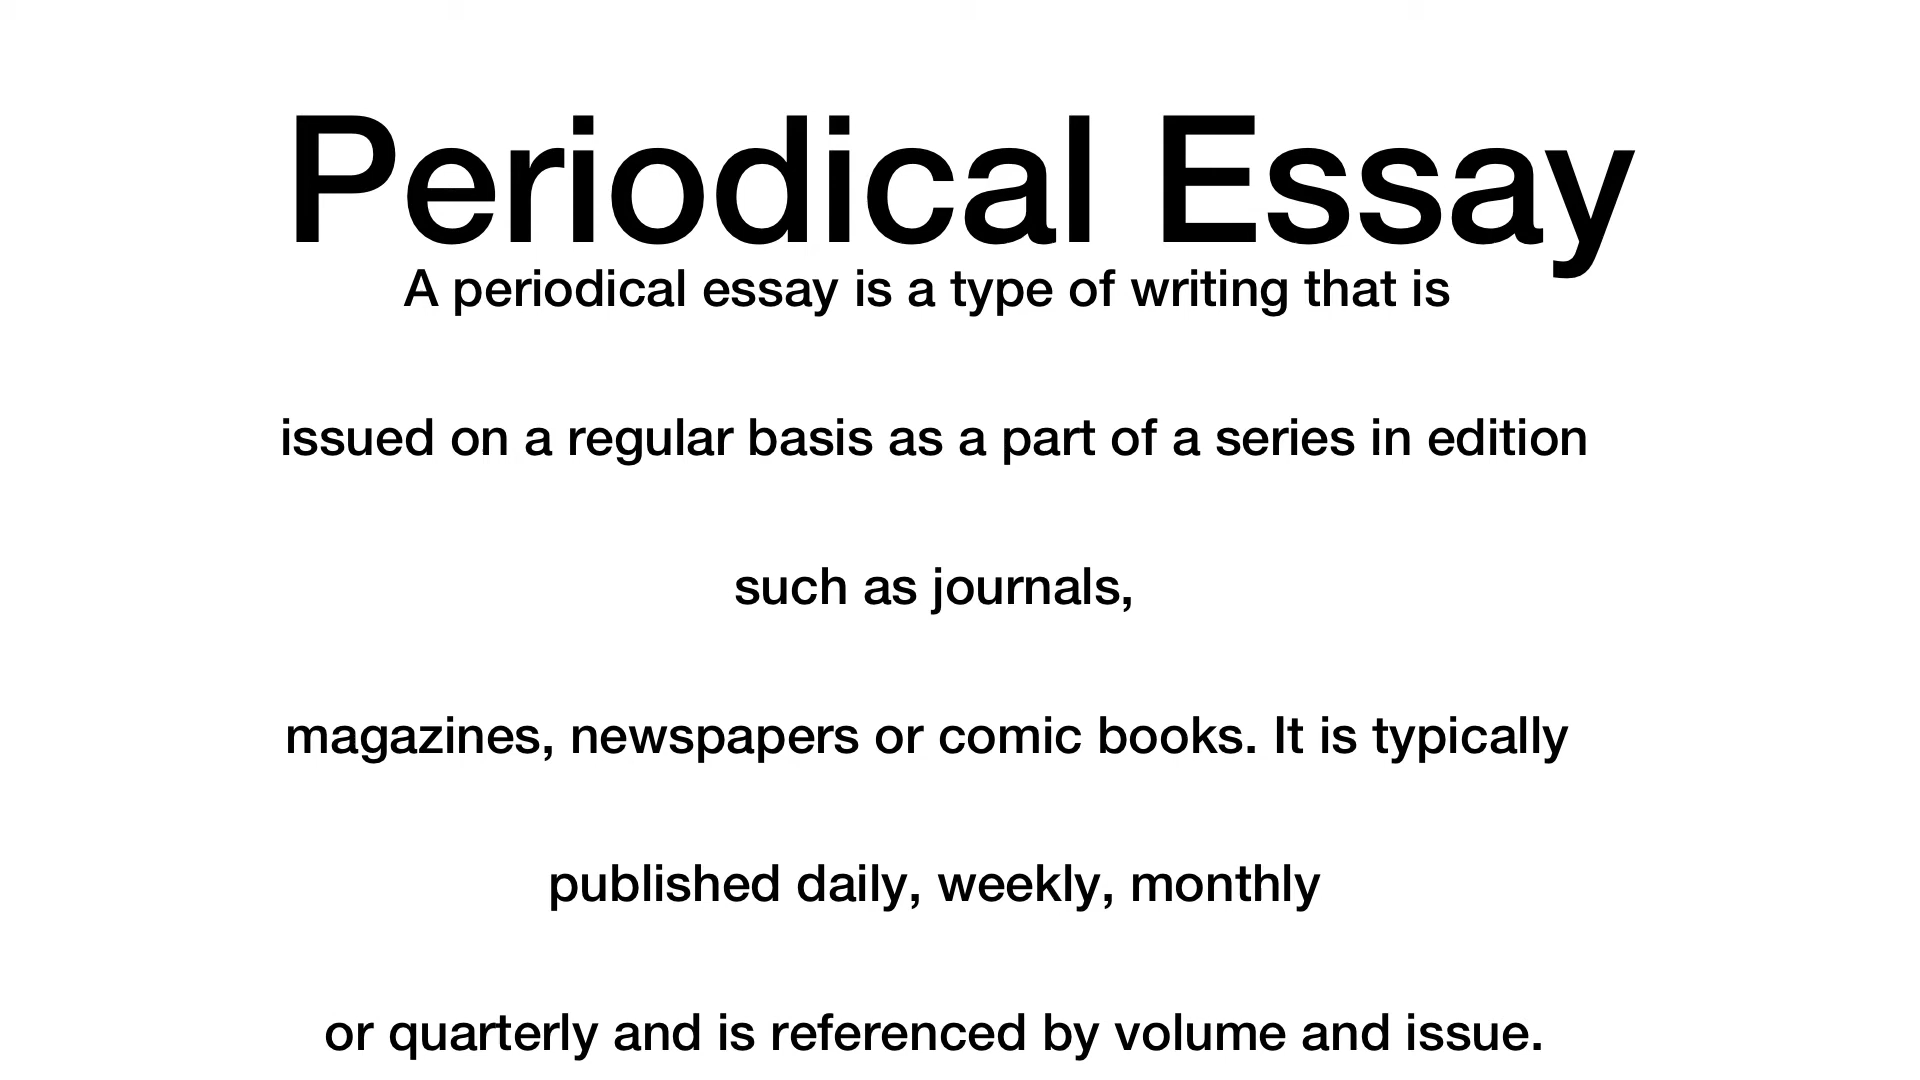 Periodical Essay
A periodical essay is a type of writing that is
issued on a regular basis as a part of a series in edition
such as journals,
magazines, newspapers or comic books. It is typically
published daily, weekly, monthly
or quarterly and is referenced by volume and issue.